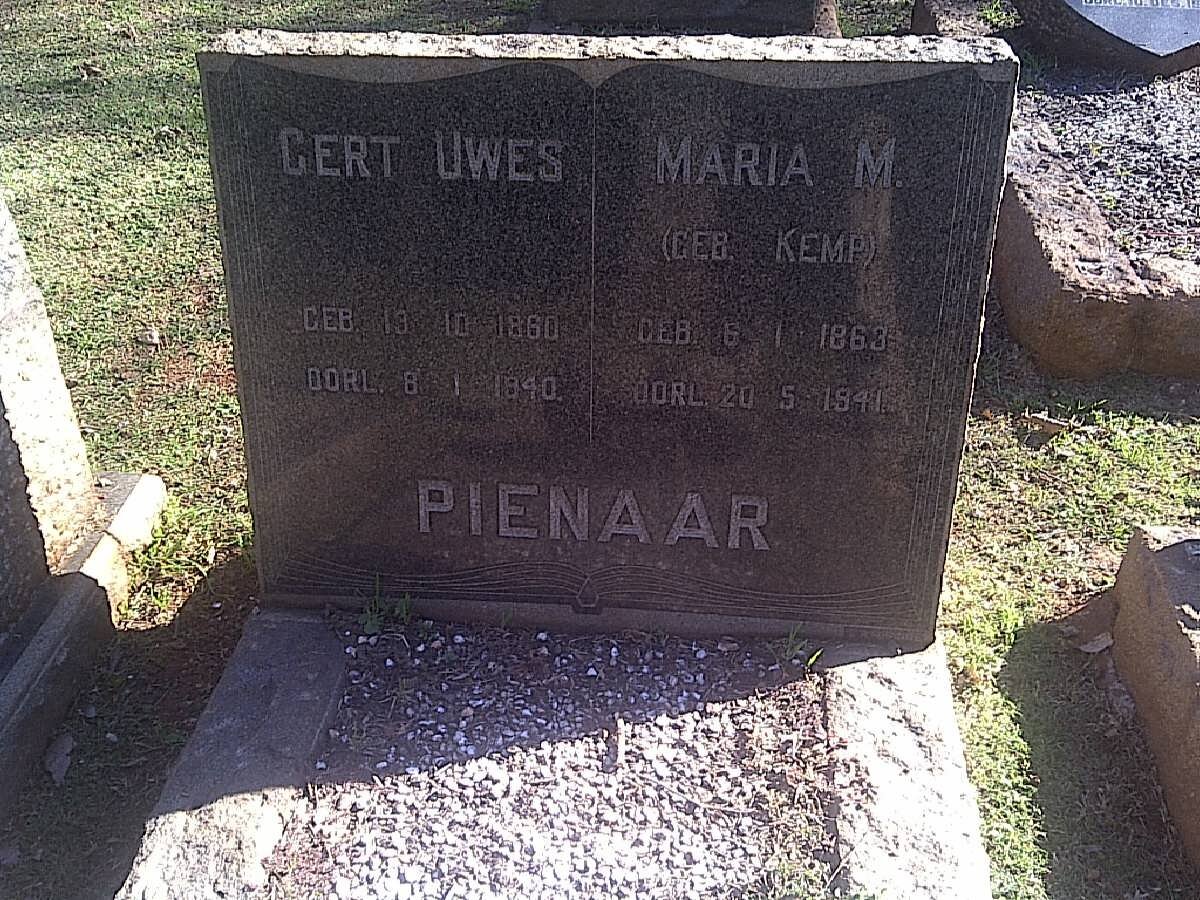 GERT UWES
GEB. 13 10 1860
OORL. 8 1 1940.
MARIA M.
(GEB. KEMP)
GEB. 6 1 1863
OORL. 20 5 1941.
PIENAAR